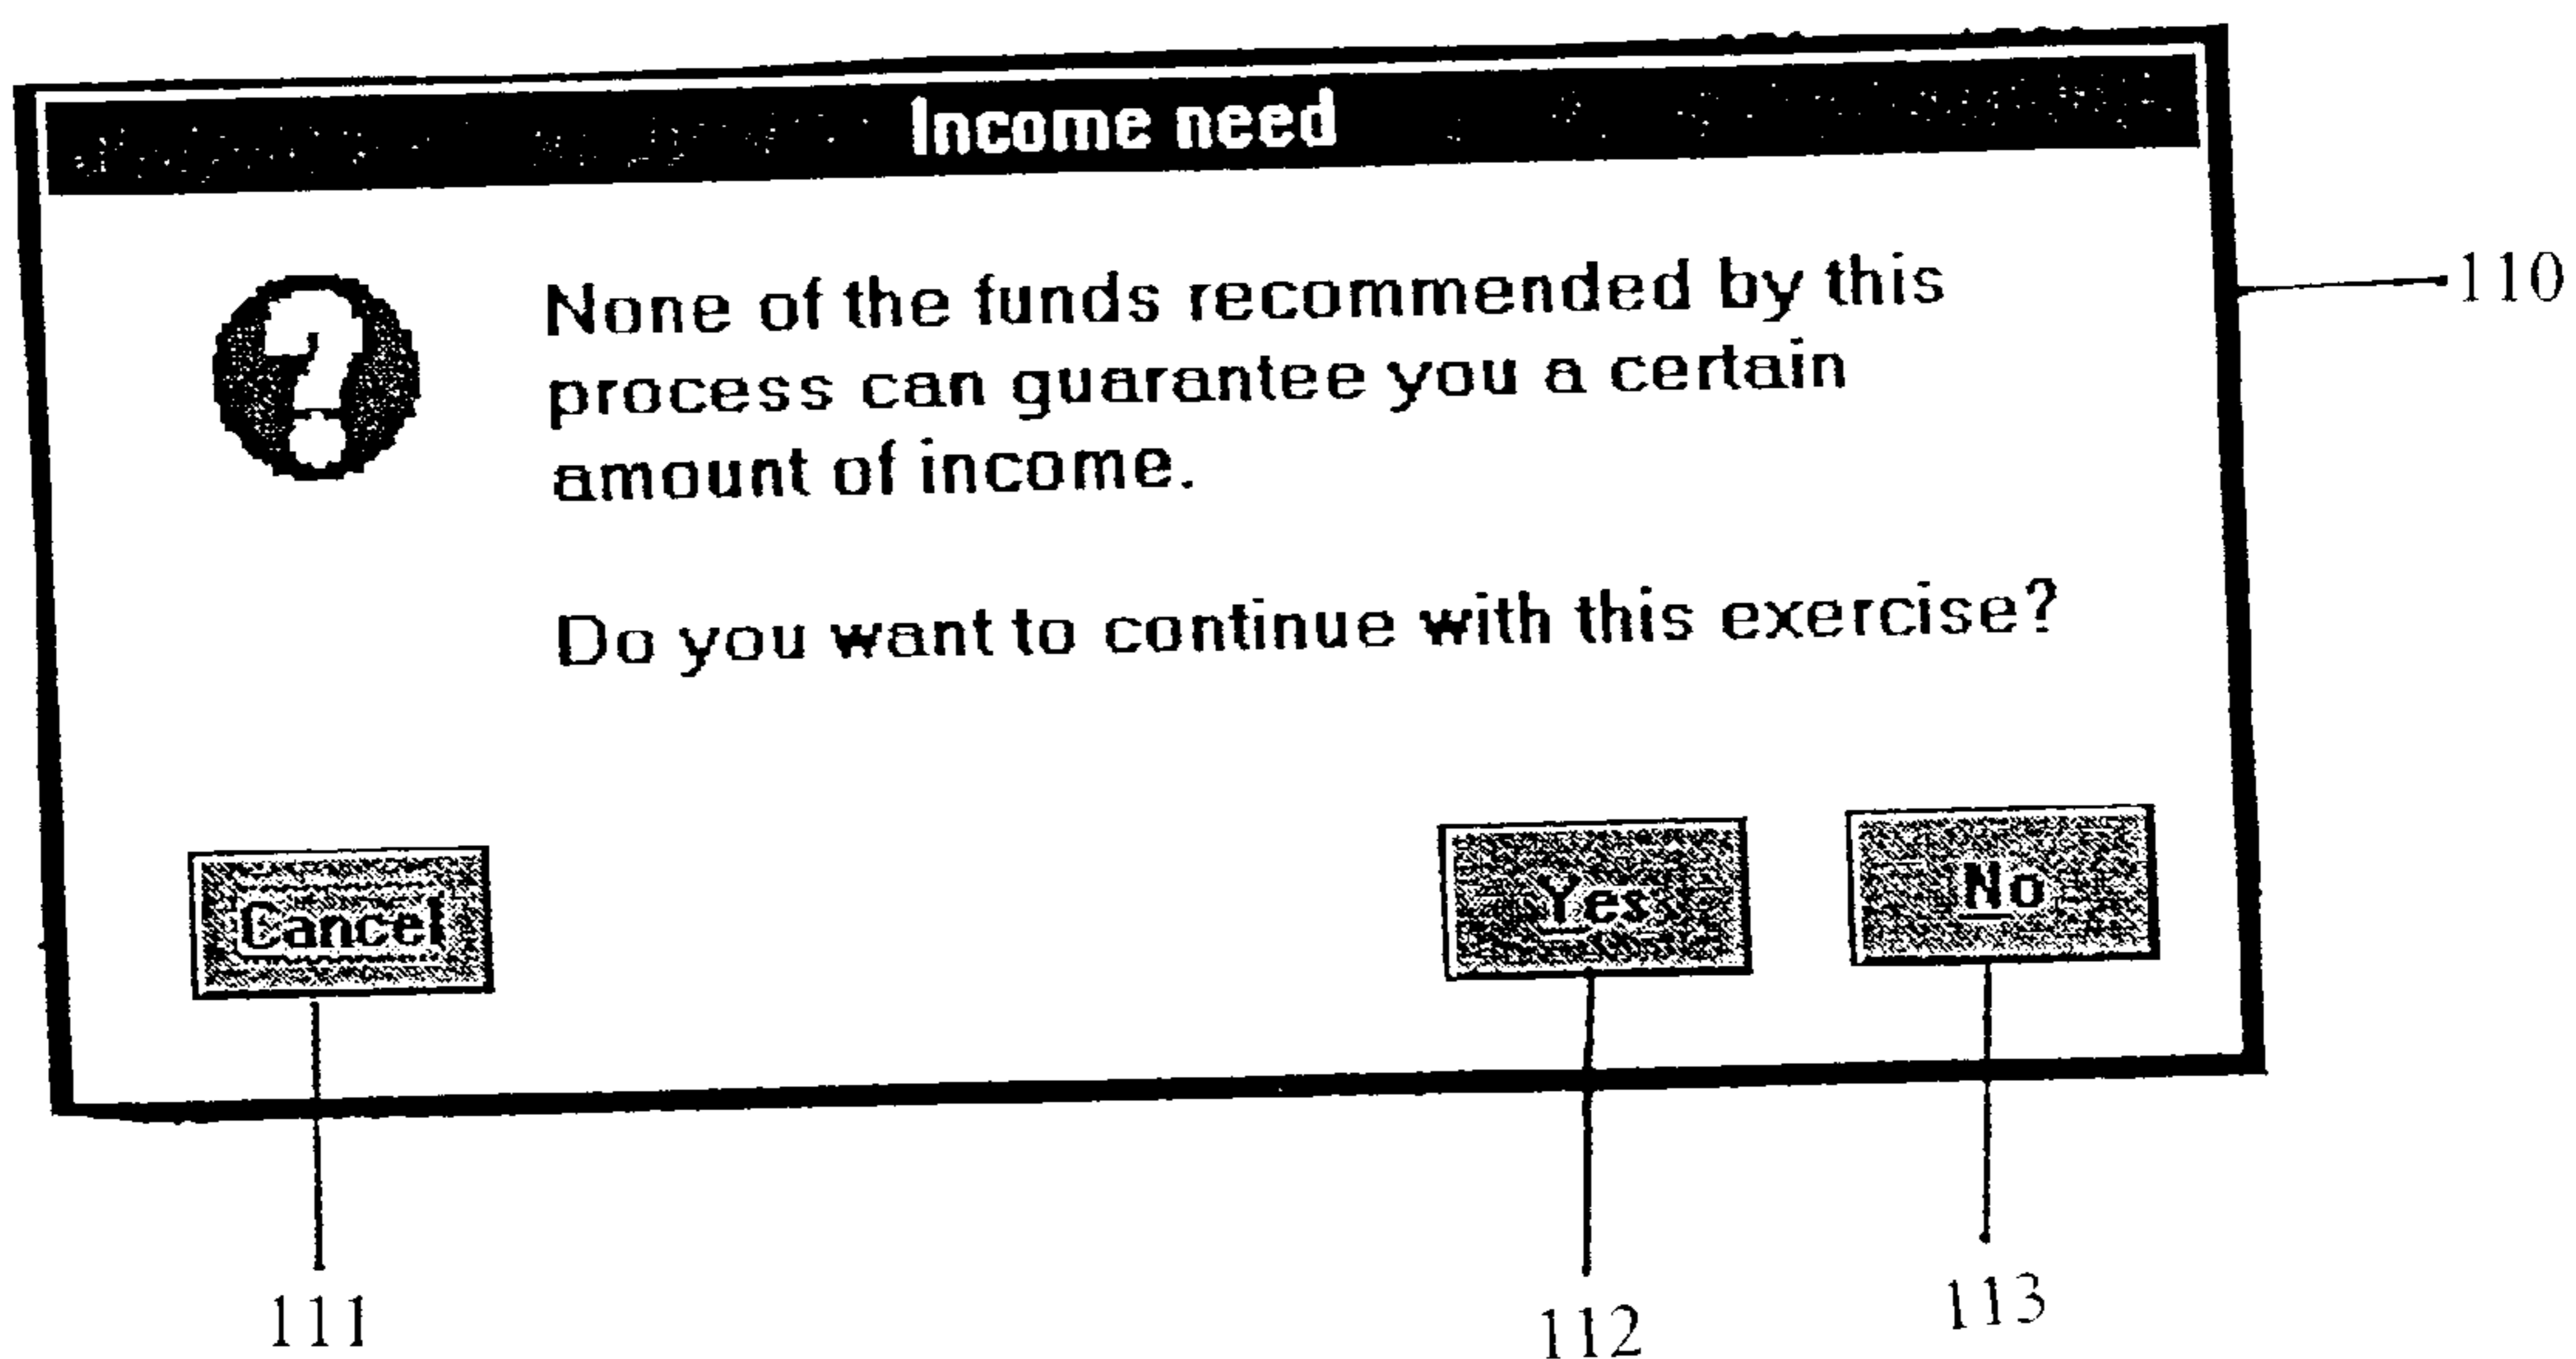 Income need
None of the funds recommended by this
process can guarantee you a certain
amount of income.
Do you want to continue with this exercise?
110
Cancel Yes No
111 112 113